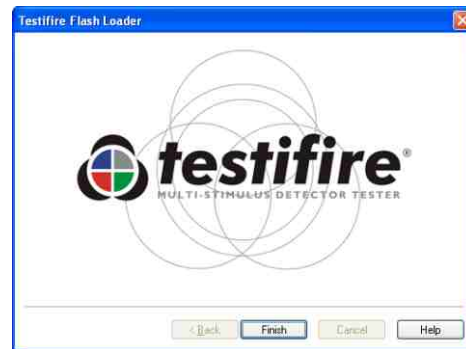 Testifire Flash Loader
testifire®
MULTI-STIMULUS DETECTOR TESTER
< Back
Finish
Cancel
Help